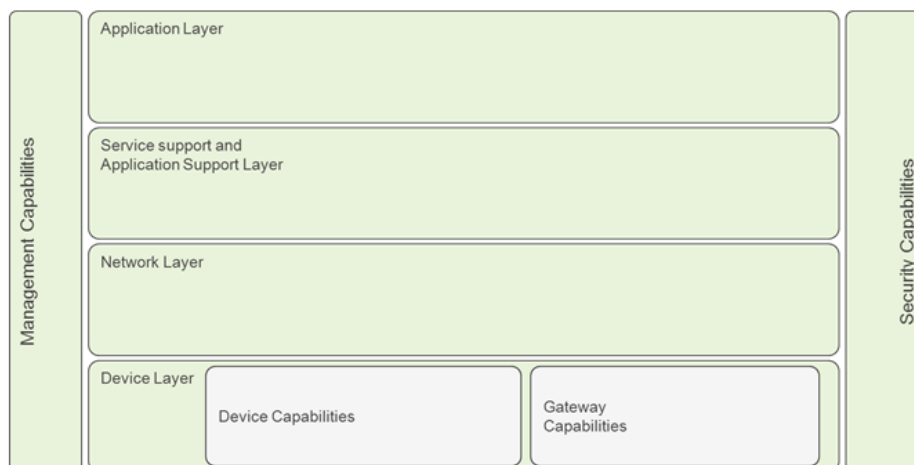 Management Capabilities
Application Layer
Service support and
Application Support Layer
Network Layer
Device Layer
Device Capabilities
Gateway
Capabilities
Security Capabilities